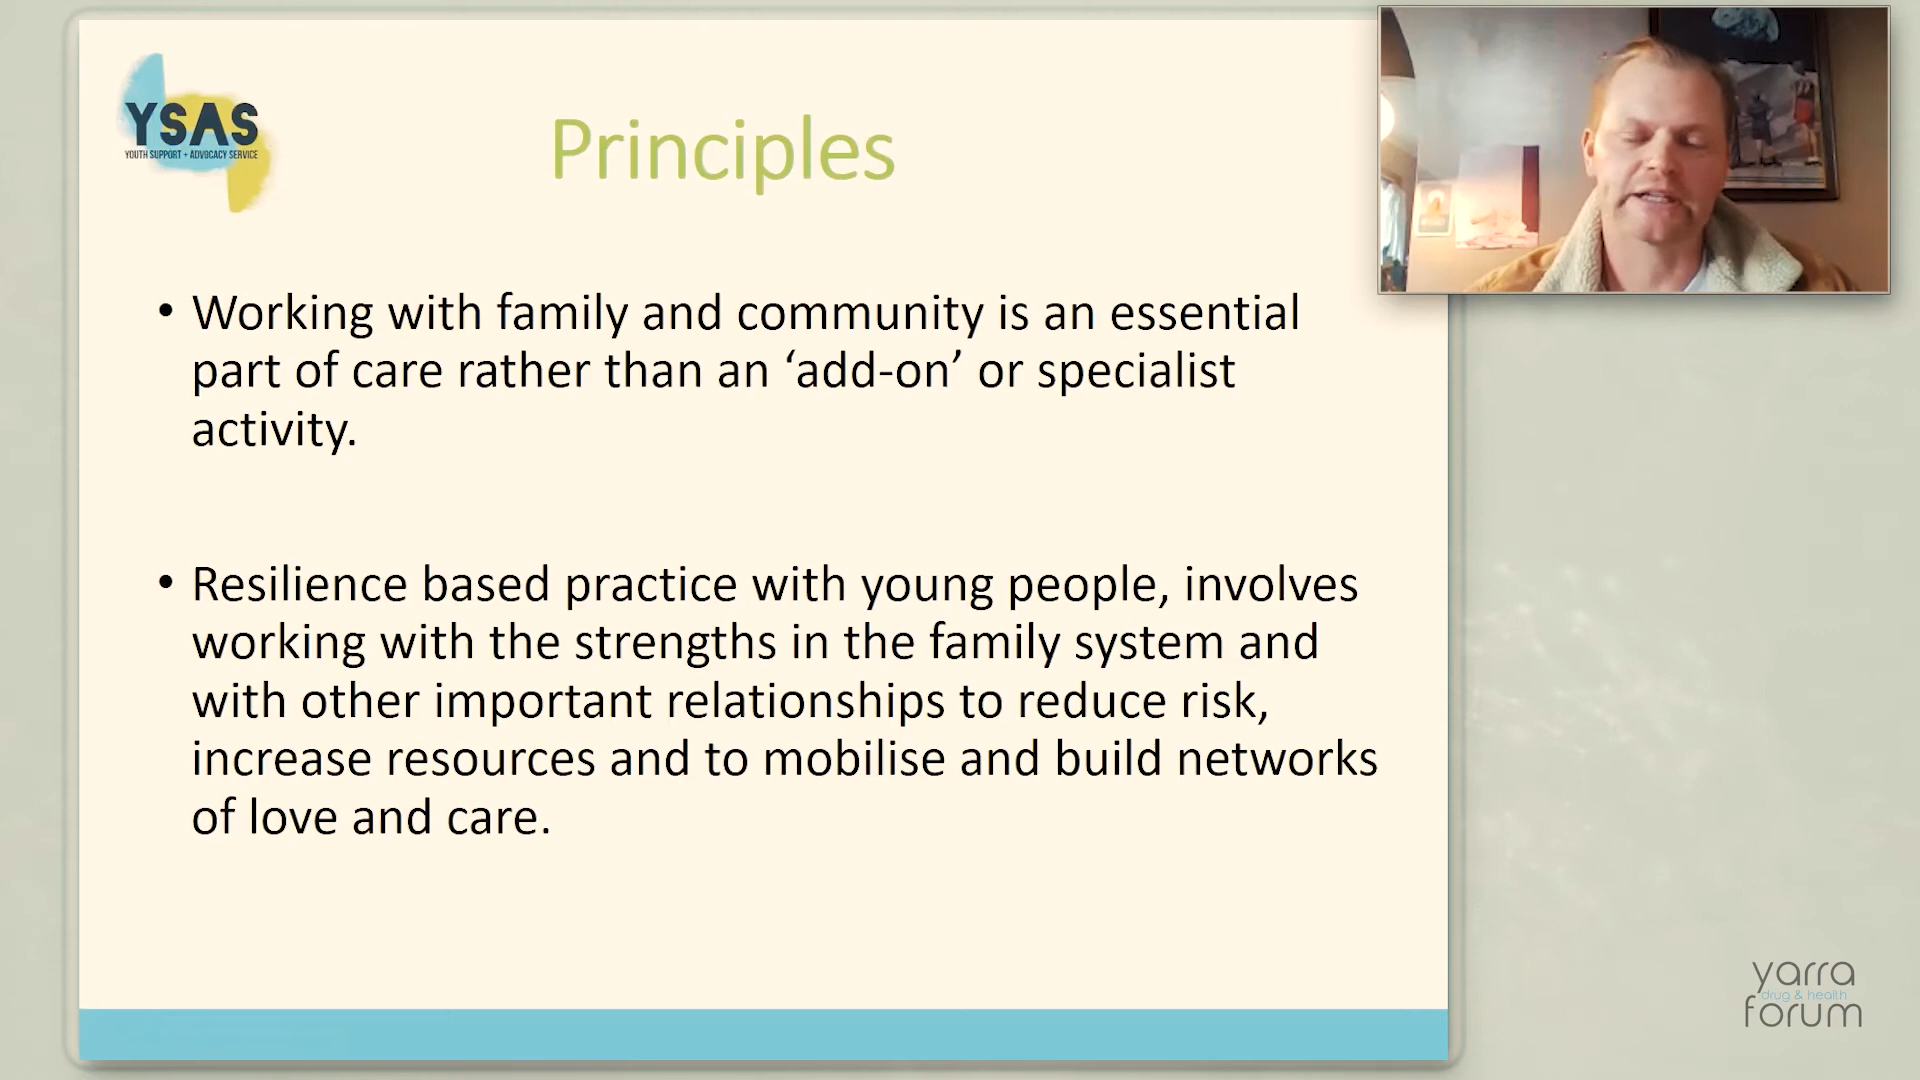 YSAS
YOUTH SUPPORT + ADVOCACY SERVICE
Principles
• Working with family and community is an essential
part of care rather than an ‘add-on’ or specialist
activity.
• Resilience based practice with young people, involves
working with the strengths in the family system and
with other important relationships to reduce risk,
increase resources and to mobilise and build networks
of love and care.
yarra
drug & health
forum